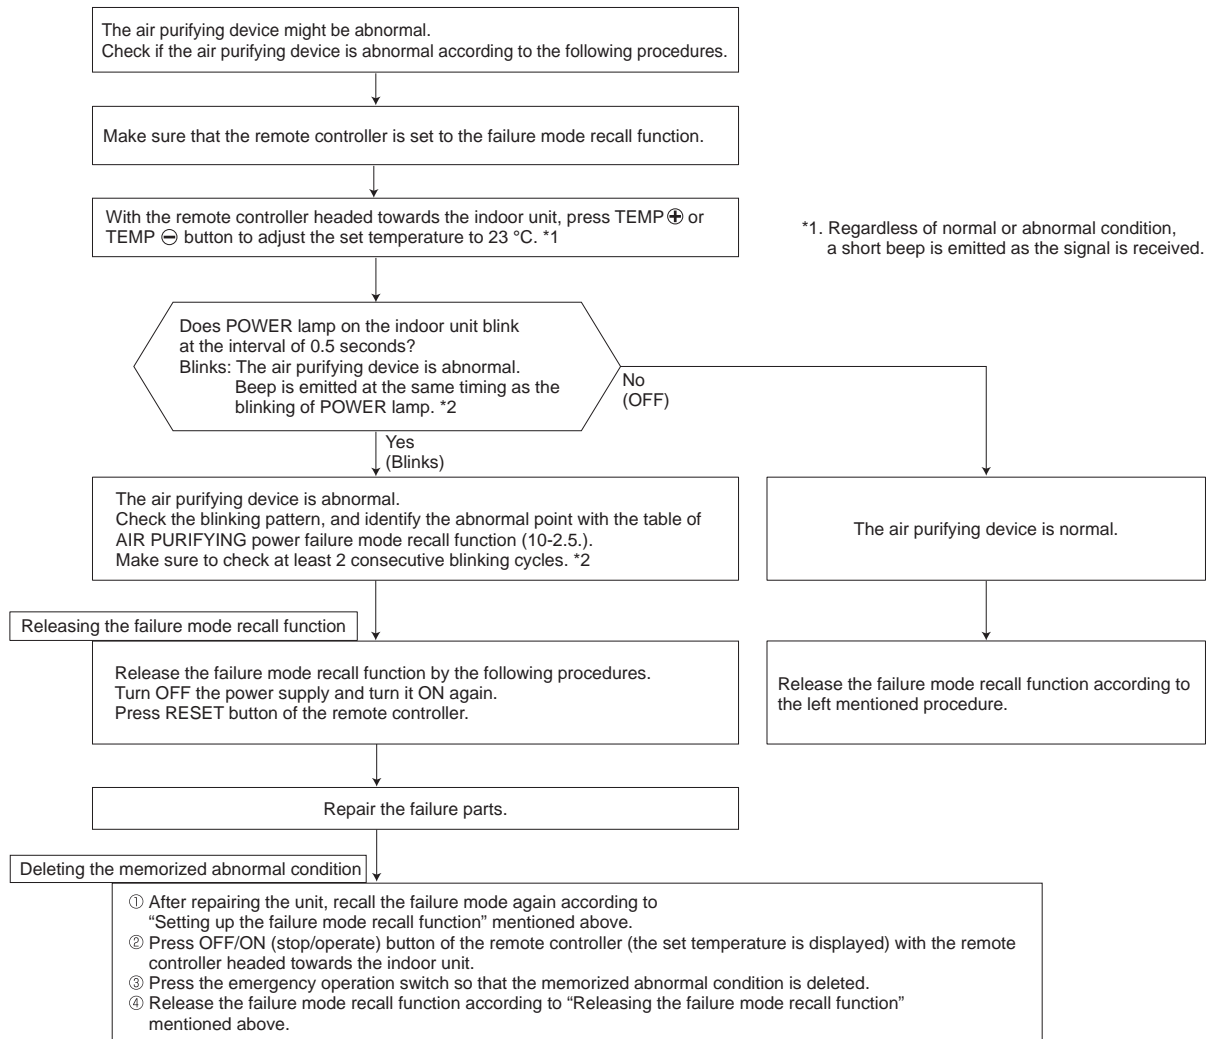 The air purifying device might be abnormal.
Check if the air purifying device is abnormal according to the following procedures.
Make sure that the remote controller is set to the failure mode recall function.
With the remote controller headed towards the indoor unit, press TEMP ⊕ or
TEMP ⊖ button to adjust the set temperature to 23 °C. *1
*1. Regardless of normal or abnormal condition,
a short beep is emitted as the signal is received.
Does POWER lamp on the indoor unit blink
at the interval of 0.5 seconds?
Blinks: The air purifying device is abnormal.
Beep is emitted at the same timing as the
blinking of POWER lamp. *2
No
(OFF)
Yes
(Blinks)
The air purifying device is abnormal.
Check the blinking pattern, and identify the abnormal point with the table of
AIR PURIFYING power failure mode recall function (10-2.5.).
Make sure to check at least 2 consecutive blinking cycles. *2
The air purifying device is normal.
Releasing the failure mode recall function
Release the failure mode recall function by the following procedures.
Turn OFF the power supply and turn it ON again.
Press RESET button of the remote controller.
Release the failure mode recall function according to
the left mentioned procedure.
Repair the failure parts.
Deleting the memorized abnormal condition
① After repairing the unit, recall the failure mode again according to
“Setting up the failure mode recall function” mentioned above.
② Press OFF/ON (stop/operate) button of the remote controller (the set temperature is displayed) with the remote
controller headed towards the indoor unit.
③ Press the emergency operation switch so that the memorized abnormal condition is deleted.
④ Release the failure mode recall function according to “Releasing the failure mode recall function”
mentioned above.